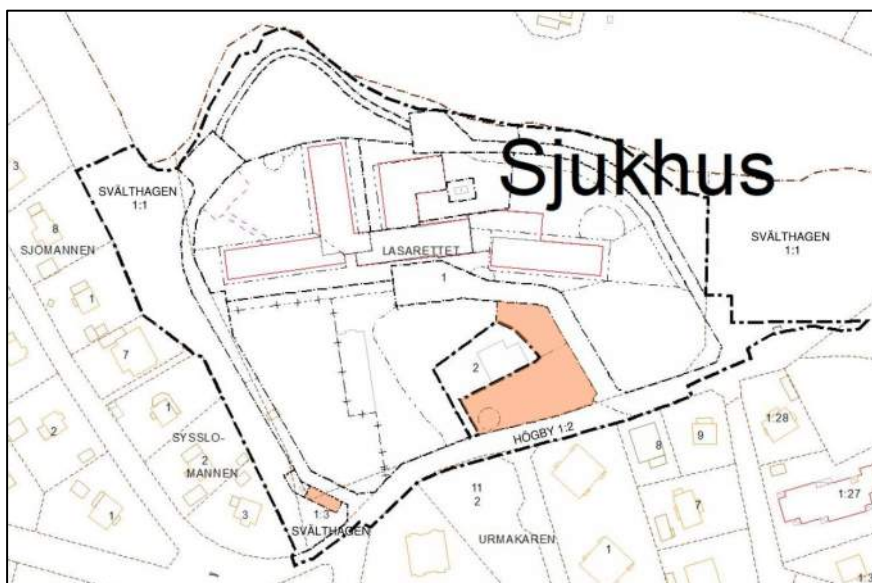 Sjukhus
3
SVÄLTHAGEN
1:1
8
SJÖMANNEN
LASARETTET
SVÄLTHAGEN
1:1
1
1
7
2
1
2
SYSSLO-
2
MANNEN
1
3
1:3
SVÄLTHAGEN
HÖGBY 1:2
11
2
URMAKAREN
8
9
1:28
7
1:27
1